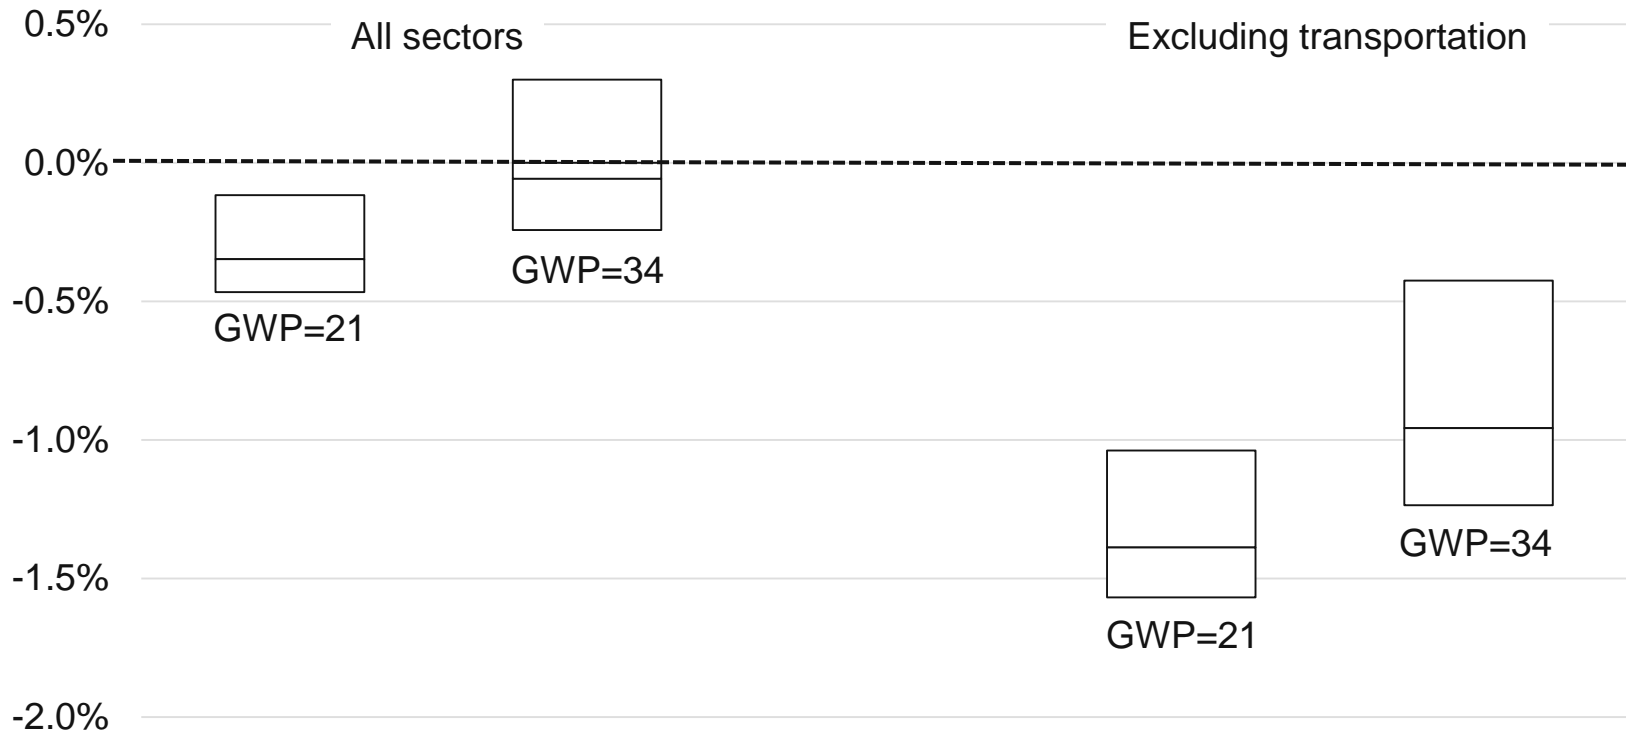 0.5%
All sectors
Excluding transportation
0.0%
GWP=34
-0.5%
GWP=21
-1.0%
GWP=34
-1.5%
GWP=21
-2.0%